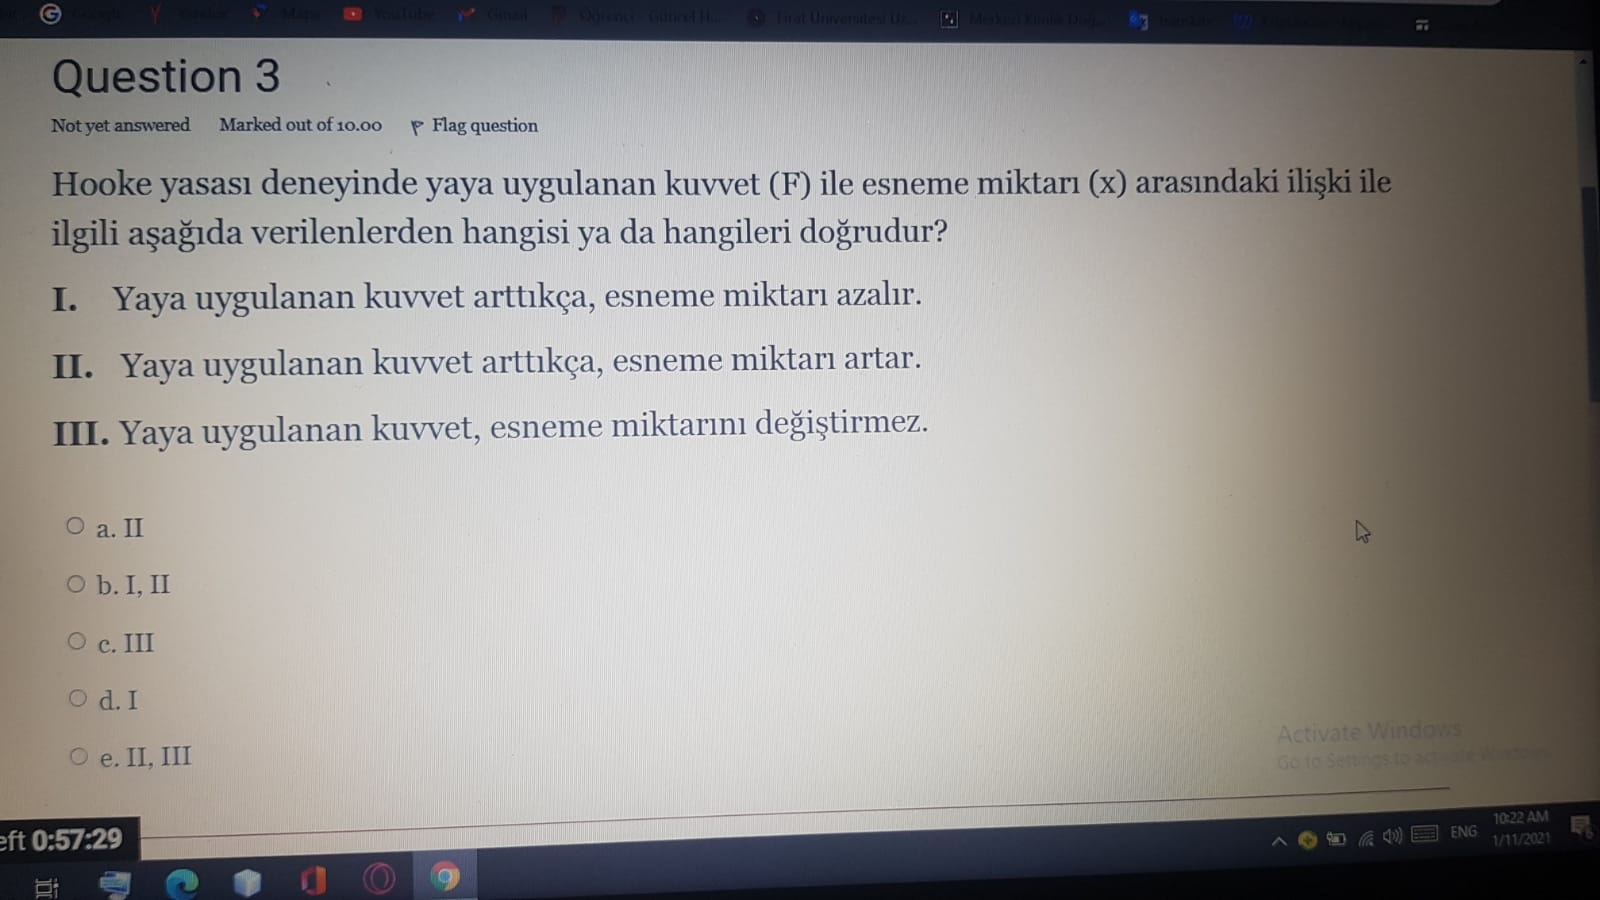 Google Yandex Maps YouTube Gmail Öğrenci - Güncel H... Fırat Üniversitesi Uz... Merkezi Kimlik Doğ...
Question 3
Not yet answered Marked out of 10.00 Flag question
Hooke yasası deneyinde yaya uygulanan kuvvet (F) ile esneme miktarı (x) arasındaki ilişki ile
ilgili aşağıda verilenlerden hangisi ya da hangileri doğrudur?
I. Yaya uygulanan kuvvet arttıkça, esneme miktarı azalır.
II. Yaya uygulanan kuvvet arttıkça, esneme miktarı artar.
III. Yaya uygulanan kuvvet, esneme miktarını değiştirmez.
a. II
b. I, II
c. III
d. I
e. II, III
Activate Windows
Go to Settings to activate Windows.
eft 0:57:29
ENG
10:22 AM
1/11/2021